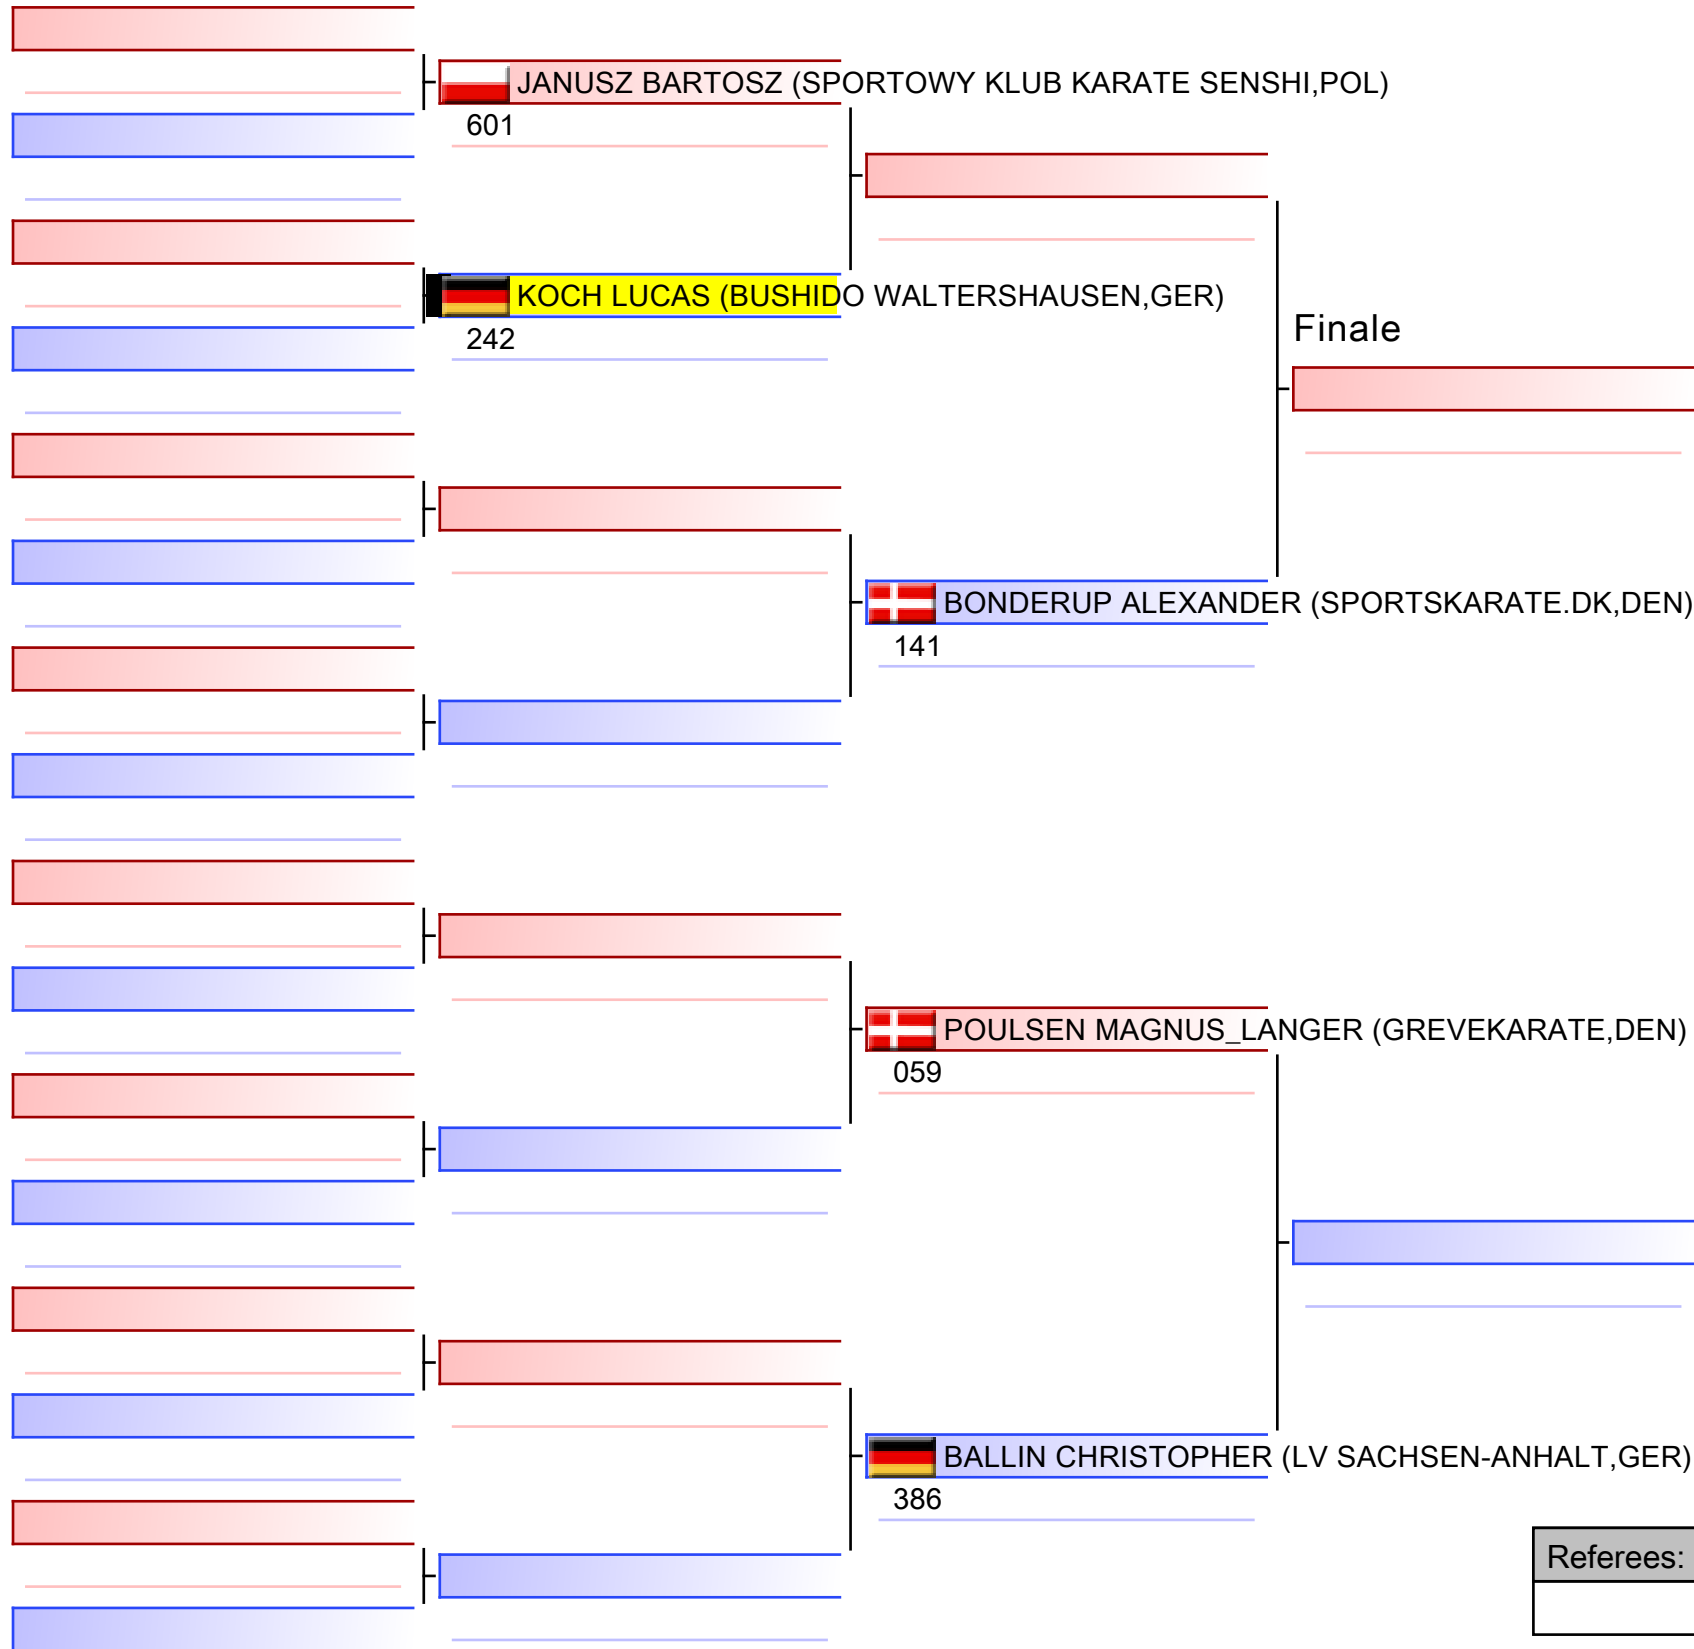 JANUSZ BARTOSZ (SPORTOWY KLUB KARATE SENSHI,POL)
601
KOCH LUCAS (BUSHIDO WALTERSHAUSEN,GER)
242
Finale
BONDERUP ALEXANDER (SPORTSKARATE.DK,DEN)
141
POULSEN MAGNUS_LANGER (GREVEKARATE,DEN)
059
BALLIN CHRISTOPHER (LV SACHSEN-ANHALT,GER)
386
Referees: